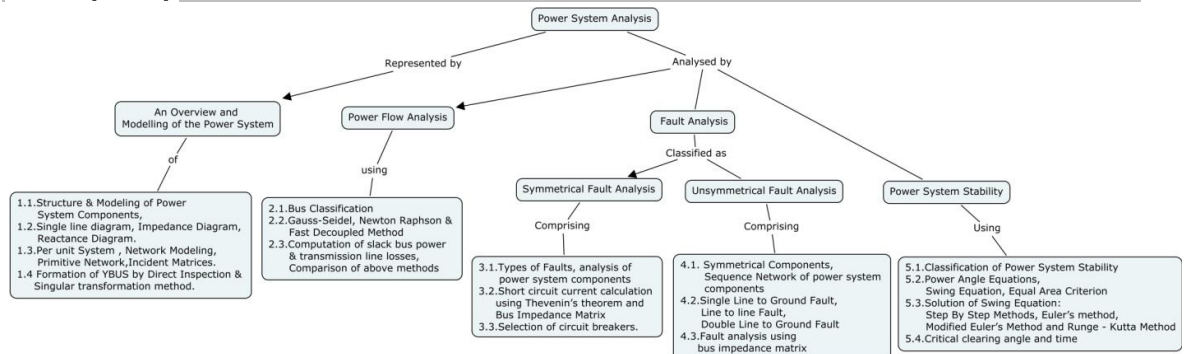 Power System Analysis
Represented by
Analysed by
An Overview and
Modelling of the Power System
Power Flow Analysis
Fault Analysis
of
using
Classified as
Symmetrical Fault Analysis
Unsymmetrical Fault Analysis
Power System Stability
Comprising
Comprising
Using
1.1.Structure & Modeling of Power
System Components,
1.2.Single line diagram, Impedance Diagram,
Reactance Diagram.
1.3.Per unit System , Network Modeling,
Primitive Network,Incident Matrices.
1.4 Formation of YBUS by Direct Inspection &
Singular transformation method.
2.1.Bus Classification
2.2.Gauss-Seidel, Newton Raphson &
Fast Decoupled Method
2.3.Computation of slack bus power
& transmission line losses,
Comparison of above methods
3.1.Types of Faults, analysis of
power system components
3.2.Short circuit current calculation
using Thevenin's theorem and
Bus Impedance Matrix
3.3.Selection of circuit breakers.
4.1. Symmetrical Components,
Sequence Network of power system
components
4.2.Single Line to Ground Fault,
Line to line Fault,
Double Line to Ground Fault
4.3.Fault analysis using
bus impedance matrix
5.1.Classification of Power System Stability
5.2.Power Angle Equations,
Swing Equation, Equal Area Criterion
5.3.Solution of Swing Equation:
Step By Step Methods, Euler's method,
Modified Euler's Method and Runge - Kutta Method
5.4.Critical clearing angle and time